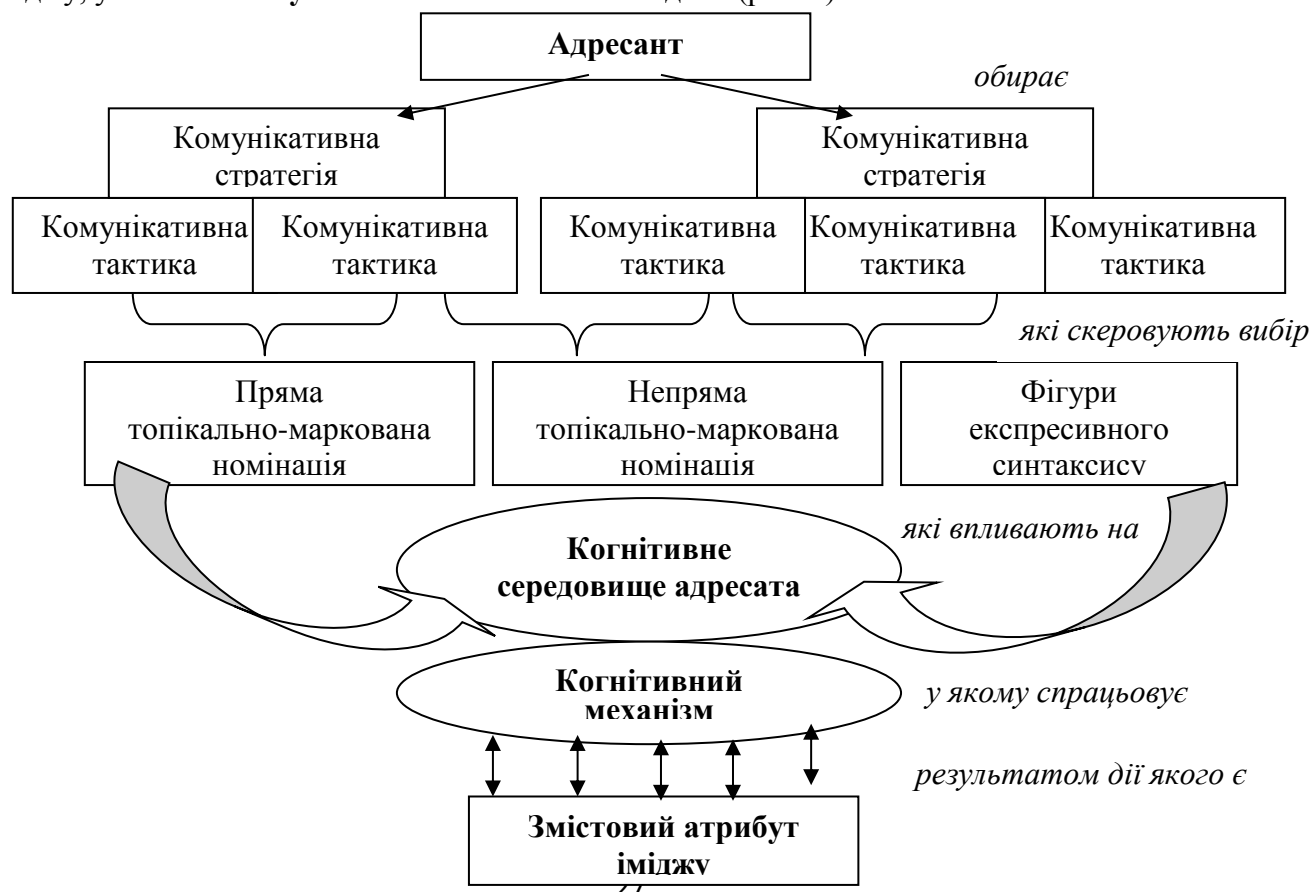 Адресант
обирає
Комунікативна
стратегія
Комунікативна
стратегія
Комунікативна
тактика
Комунікативна
тактика
Комунікативна
тактика
Комунікативна
тактика
Комунікативна
тактика
які скеровують вибір
Пряма
топікально-маркована
номінація
Непряма
топікально-маркована
номінація
Фігури
експресивного
синтаксису
які впливають на
Когнітивне
середовище адресата
Когнітивний
механізм
у якому спрацьовує
результатом дії якого є
Змістовий атрибут
іміджу